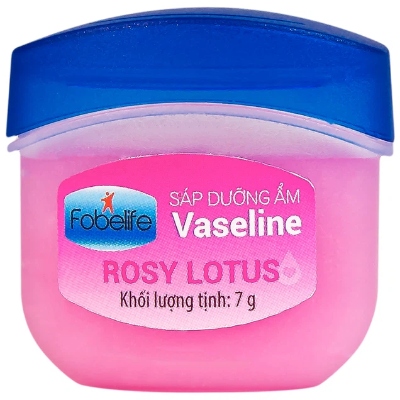 Fobelife
SÁP DƯỠNG ẨM
Vaseline
ROSY LOTUS
Khối lượng tịnh: 7 g